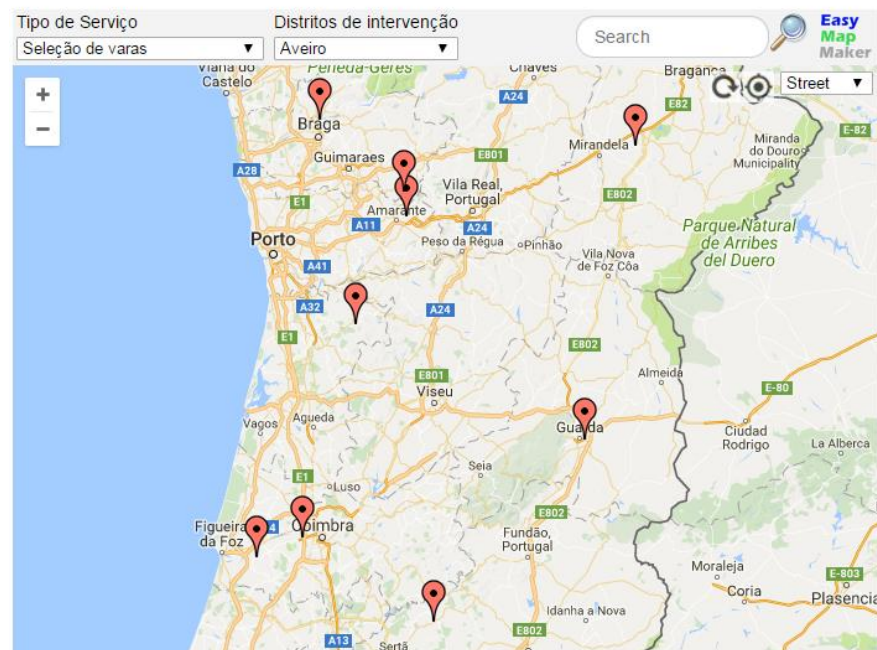 Tipo de Serviço
Distritos de intervenção
Seleção de varas
Aveiro
Search
Easy
Map
Maker
+
−
Street
Viana do
Castelo
Peneda-Gerês
Chaves
Bragança
A24
E82
E-82
Braga
Mirandela
Miranda
do Douro
Municipality
Guimaraes
E801
A28
Vila Real,
Portugal
E802
E1
Amarante
A11
A24
Peso da Régua
Pinhão
Parque Natural
de Arribes
del Duero
Porto
Vila Nova
de Foz Côa
A41
A32
A24
E1
E802
Almeida
E801
Viseu
E-80
Vagos
Agueda
Guarda
Ciudad
Rodrigo
La Alberca
Seia
E1
Luso
E802
Figueira
da Foz
4
Coimbra
Fundão,
Portugal
Moraleja
E-803
Coria
Plasencia
Idanha a Nova
E802
A13
Sertã